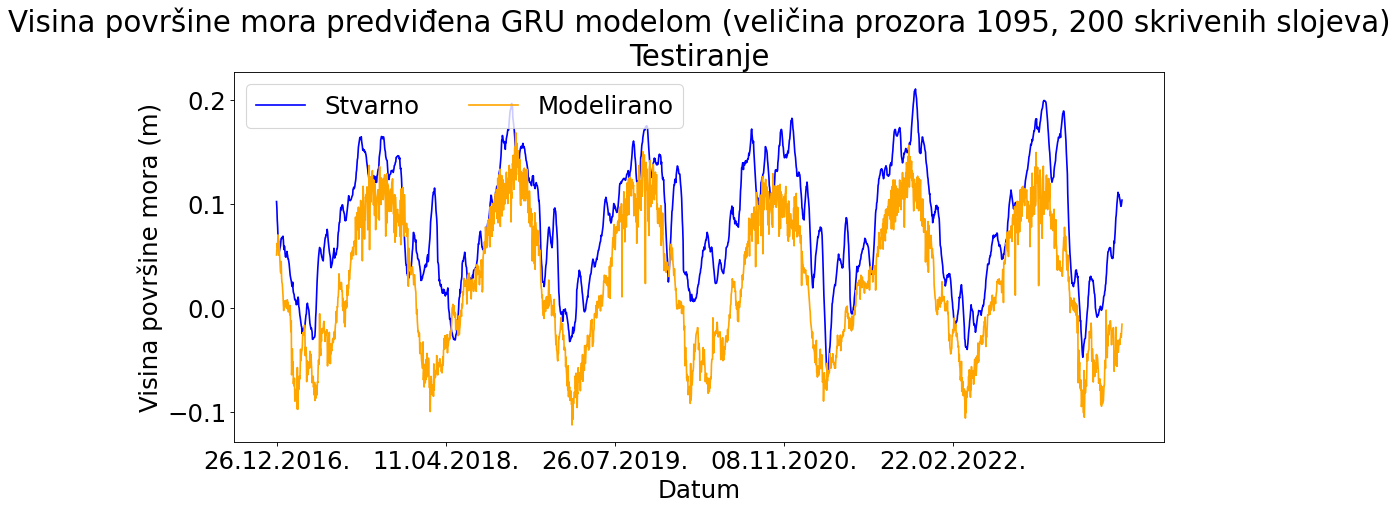 Visina površine mora predviđena GRU modelom (veličina prozora 1095, 200 skrivenih slojeva)
Testiranje
Stvarno Modelirano
Visina površine mora (m)
0.2
0.1
0.0
−0.1
26.12.2016. 11.04.2018. 26.07.2019. 08.11.2020. 22.02.2022.
Datum